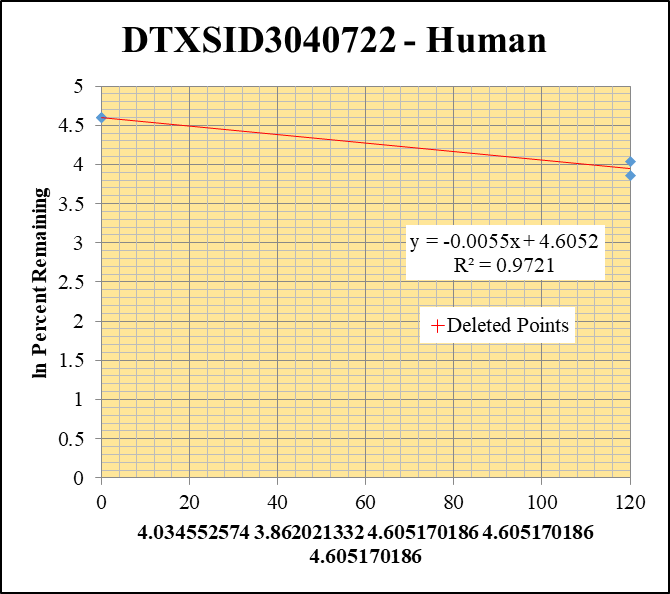 DTXSID3040722 - Human
5
4.5
4
3.5
3
2.5
2
1.5
1
0.5
0
ln Percent Remaining
y = -0.0055x + 4.6052
R² = 0.9721
+Deleted Points
0 20 40 60 80 100 120
4.034552574 3.862021332 4.605170186 4.605170186
4.605170186